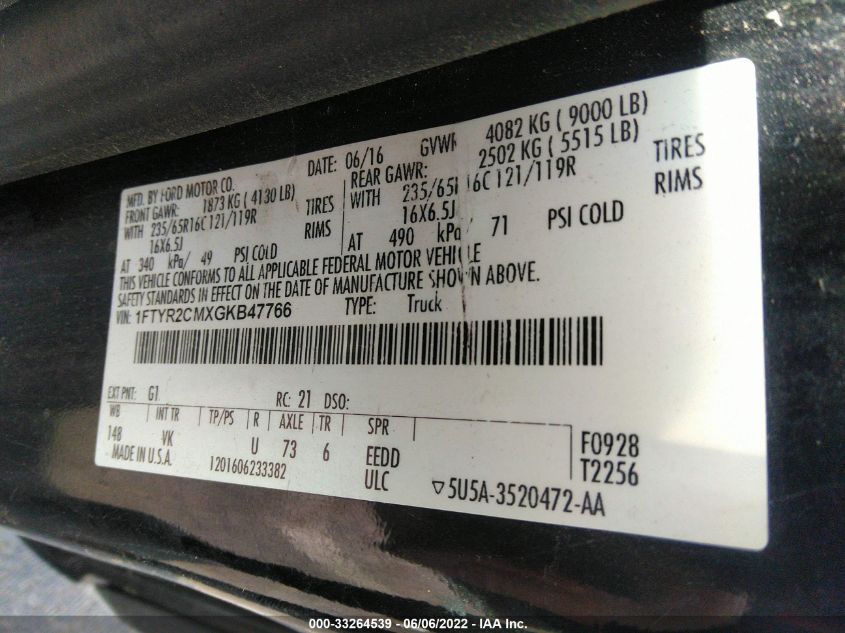 MFD. BY FORD MOTOR CO. DATE: 06/16 GVWR 4082 KG ( 9000 LB)
FRONT GAWR: 1873 KG ( 4130 LB) REAR GAWR: 2502 KG ( 5515 LB)
WITH 235/65R16C 121/119R TIRES WITH 235/65R16C 121/119R TIRES
16X6.5J RIMS 16X6.5J RIMS
AT 340 kPa/ 49 PSI COLD AT 490 kPa/ 71 PSI COLD
THIS VEHICLE CONFORMS TO ALL APPLICABLE FEDERAL MOTOR VEHICLE
SAFETY STANDARDS IN EFFECT ON THE DATE OF MANUFACTURE SHOWN ABOVE.
VIN: 1FTYR2CMXGKB47766 TYPE: Truck
EXT PNT: G1 RC: 21 DSO:
WB INT TR TP/PS R AXLE TR SPR
148 VK U 73 6 EEDD F0928
MADE IN U.S.A. 1201606233382 ULC T2256
▽5U5A-3520472-AA
000-33264539 - 06/06/2022 - IAA Inc.